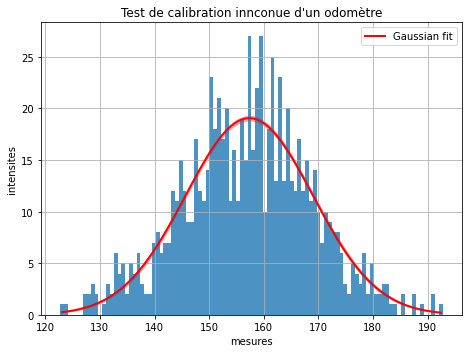 Test de calibration innconue d'un odomètre
Gaussian fit
intensites
25
20
15
10
5
0
120 130 140 150 160 170 180 190
mesures